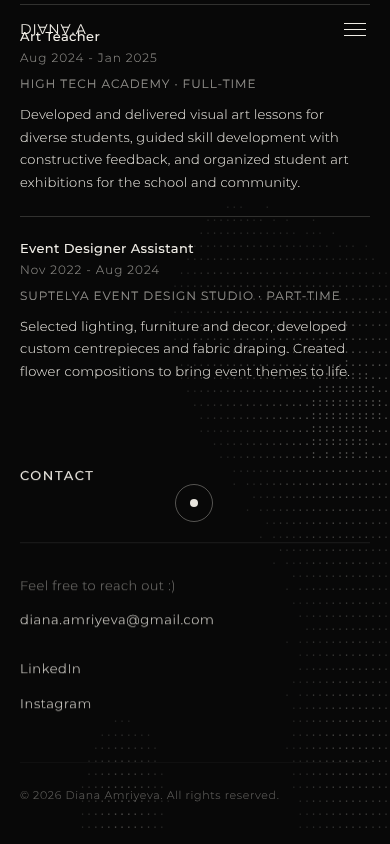 DIΛNΛ A
Art Teacher
Aug 2024 - Jan 2025
HIGH TECH ACADEMY · FULL-TIME
Developed and delivered visual art lessons for
diverse students, guided skill development with
constructive feedback, and organized student art
exhibitions for the school and community.
Event Designer Assistant
Nov 2022 - Aug 2024
SUPTELYA EVENT DESIGN STUDIO · PART-TIME
Selected lighting, furniture and decor, developed
custom centrepieces and fabric draping. Created
flower compositions to bring event themes to life.
CONTACT
Feel free to reach out :)
diana.amriyeva@gmail.com
LinkedIn
Instagram
© 2026 Diana Amriyeva. All rights reserved.